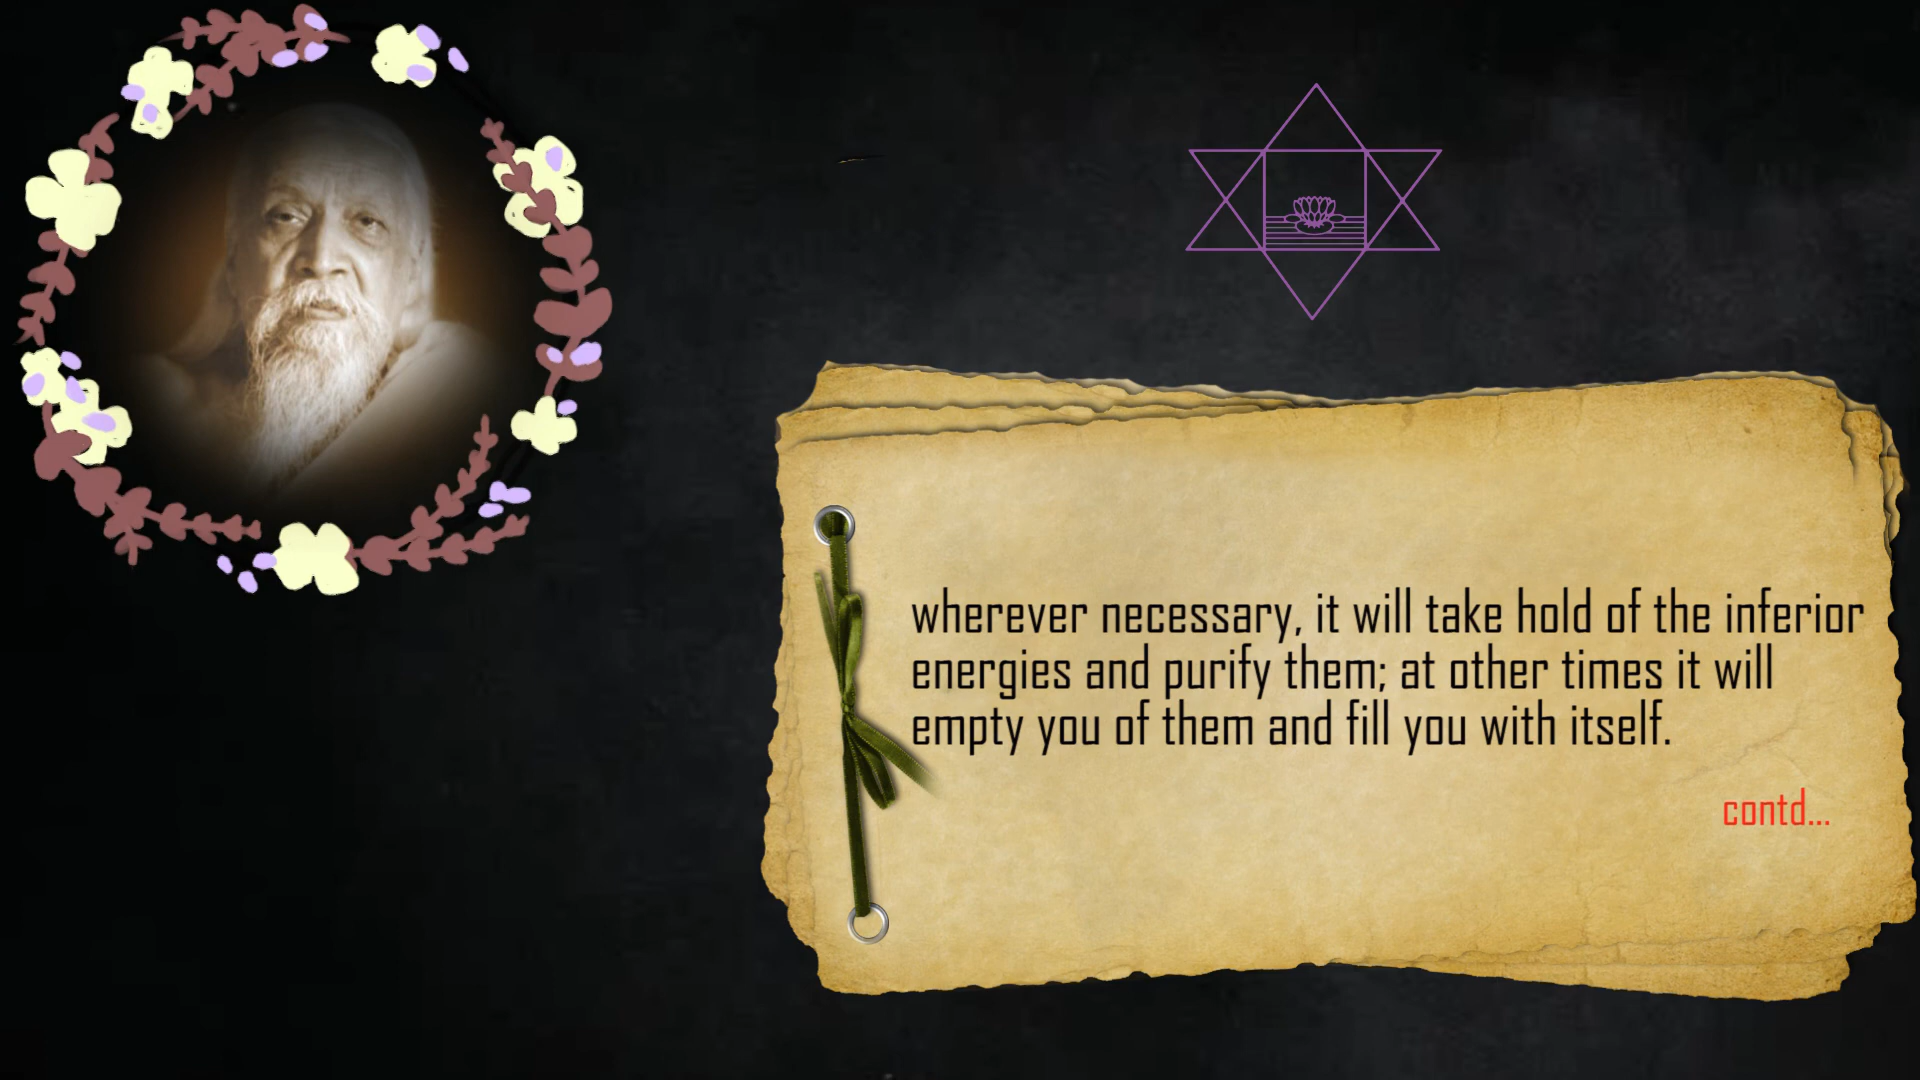 wherever necessary, it will take hold of the inferior
energies and purify them; at other times it will
empty you of them and fill you with itself.
contd...